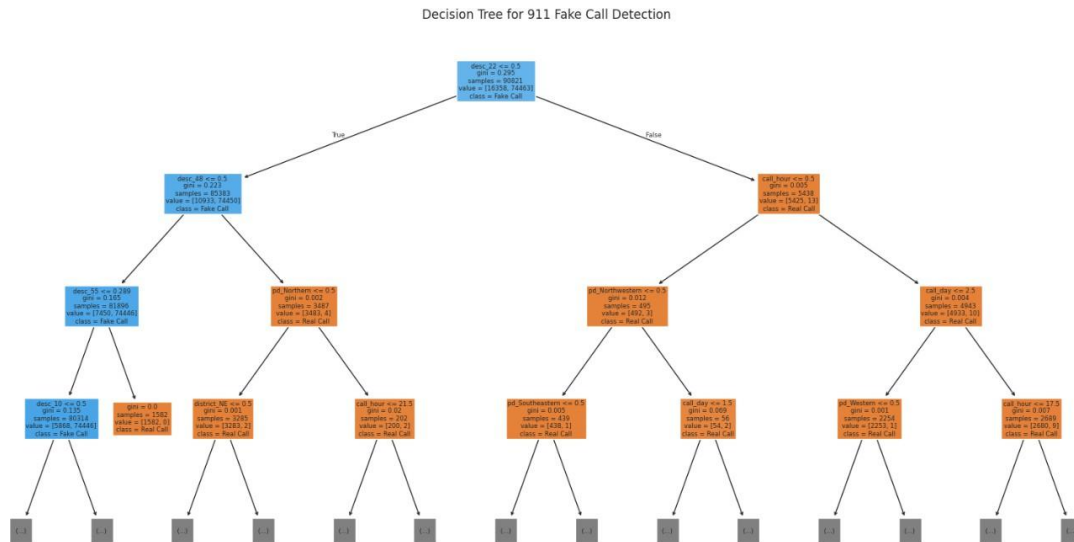 Decision Tree for 911 Fake Call Detection
desc_22 <= 0.5
gini = 0.295
samples = 90821
value = [16358, 74463]
class = Fake Call
True
False
desc_48 <= 0.5
gini = 0.223
samples = 85383
value = [10933, 74450]
class = Fake Call
call_hour <= 0.5
gini = 0.005
samples = 5438
value = [5425, 13]
class = Real Call
desc_55 <= 0.289
gini = 0.165
samples = 81896
value = [7450, 74446]
class = Fake Call
pd_Northern <= 0.5
gini = 0.002
samples = 3487
value = [3483, 4]
class = Real Call
pd_Northwestern <= 0.5
gini = 0.012
samples = 495
value = [492, 3]
class = Real Call
call_day <= 2.5
gini = 0.004
samples = 4943
value = [4933, 10]
class = Real Call
desc_10 <= 0.5
gini = 0.135
samples = 80314
value = [5868, 74446]
class = Fake Call
gini = 0.0
samples = 1582
value = [1582, 0]
class = Real Call
district_NE <= 0.5
gini = 0.001
samples = 3285
value = [3283, 2]
class = Real Call
call_hour <= 21.5
gini = 0.02
samples = 202
value = [200, 2]
class = Real Call
pd_Southeastern <= 0.5
gini = 0.005
samples = 439
value = [438, 1]
class = Real Call
call_day <= 1.5
gini = 0.069
samples = 56
value = [54, 2]
class = Real Call
pd_Western <= 0.5
gini = 0.001
samples = 2254
value = [2253, 1]
class = Real Call
call_hour <= 17.5
gini = 0.007
samples = 2689
value = [2680, 9]
class = Real Call
(...)
(...)
(...)
(...)
(...)
(...)
(...)
(...)
(...)
(...)
(...)
(...)
(...)
(...)